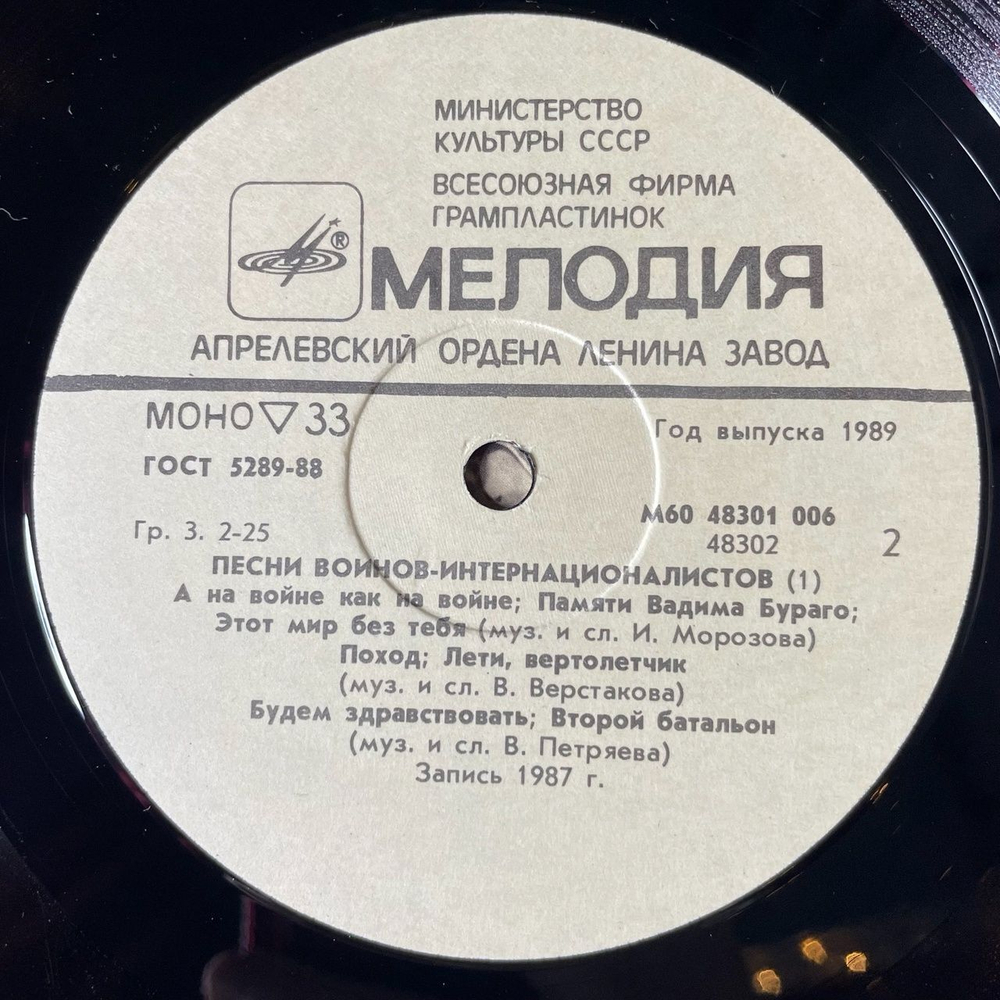 МИНИСТЕРСТВО
КУЛЬТУРЫ СССР
ВСЕСОЮЗНАЯ ФИРМА
ГРАМПЛАСТИНОК
®
МЕЛОДИЯ
АПРЕЛЕВСКИЙ ОРДЕНА ЛЕНИНА ЗАВОД
МОНО ▽ 33
Год выпуска 1989
ГОСТ 5289-88
М60 48301 006
Гр. 3. 2-25
48302
2
ПЕСНИ ВОИНОВ-ИНТЕРНАЦИОНАЛИСТОВ (1)
А на войне как на войне; Памяти Вадима Бураго;
Этот мир без тебя (муз. и сл. И. Морозова)
Поход; Лети, вертолетчик
(муз. и сл. В. Верстакова)
Будем здравствовать; Второй батальон
(муз. и сл. В. Петряева)
Запись 1987 г.